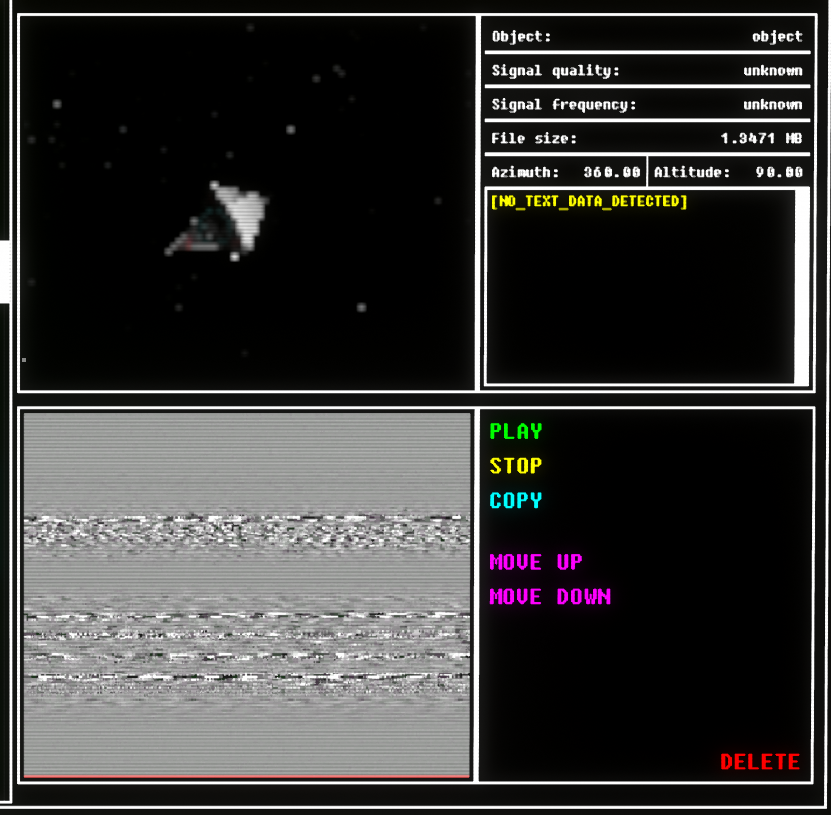 Object: object
Signal quality: unknown
Signal frequency: unknown
File size: 1.3471 MB
Azimuth: 360.00 Altitude: 90.00
[NO_TEXT_DATA_DETECTED]
PLAY
STOP
COPY
MOVE UP
MOVE DOWN
DELETE